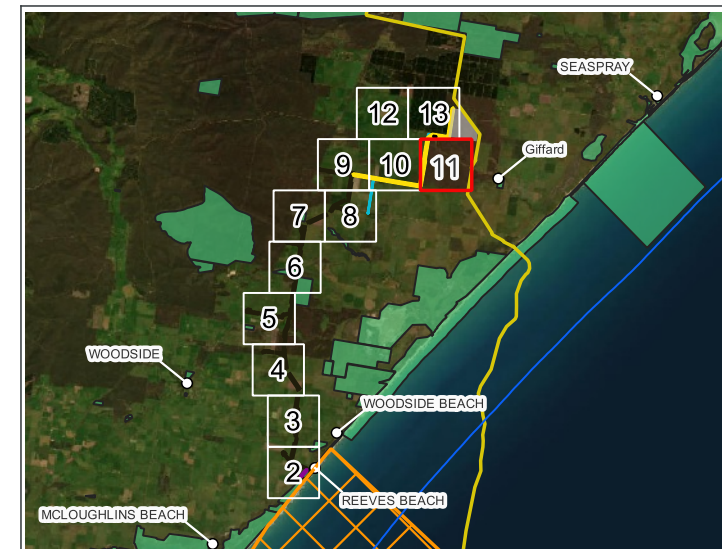 SEASPRAY
12 13
Giffard
9 10 11
7 8
6
5
WOODSIDE
4
WOODSIDE BEACH
3
2
REEVES BEACH
MCLOUGHLINS BEACH